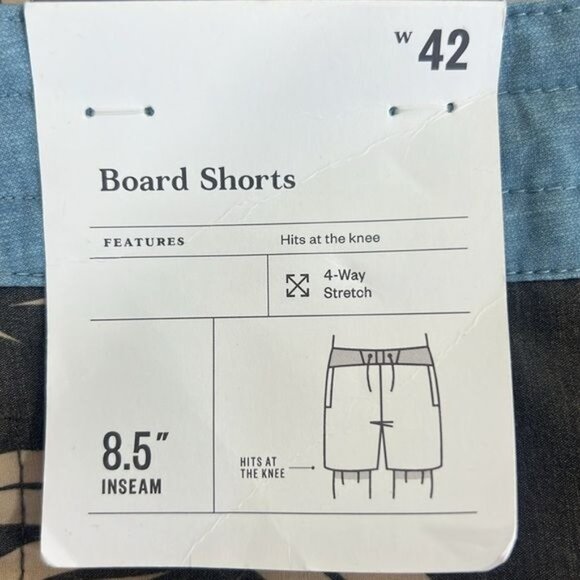 W 42
Board Shorts
FEATURES Hits at the knee
4-Way
Stretch
8.5"
INSEAM
HITS AT
THE KNEE